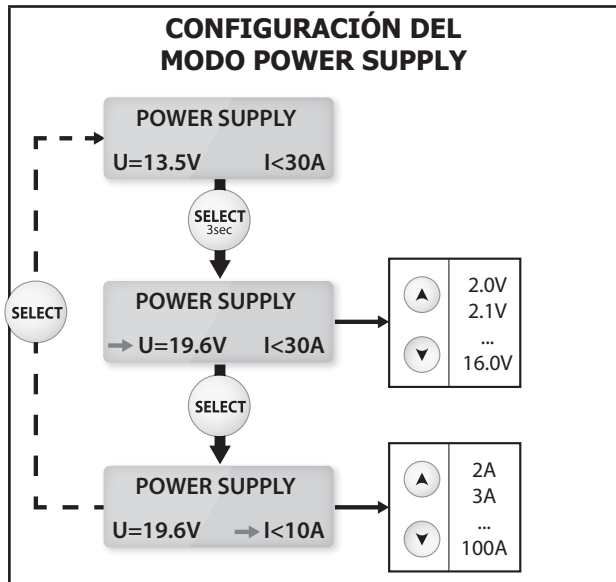 CONFIGURACIÓN DEL
MODO POWER SUPPLY
POWER SUPPLY
U=13.5V I<30A
SELECT
3sec
POWER SUPPLY
U=19.6V I<30A
2.0V
2.1V
...
16.0V
SELECT
SELECT
POWER SUPPLY
U=19.6V I<10A
2A
3A
...
100A